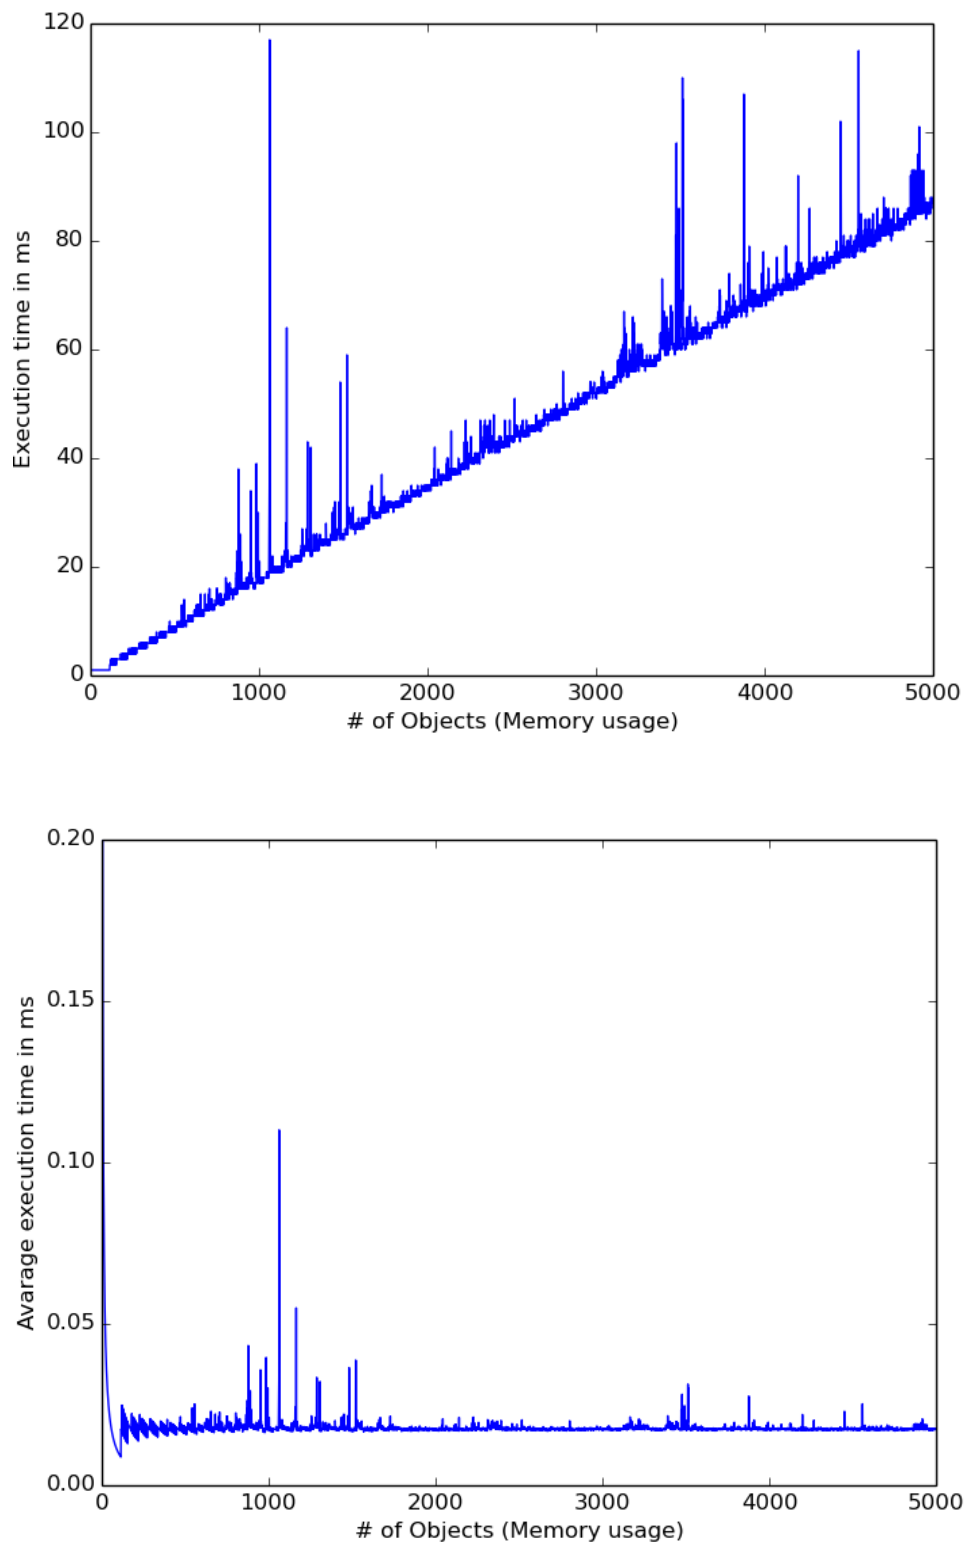 120
100
80
60
40
20
0
Execution time in ms
0 1000 2000 3000 4000 5000
# of Objects (Memory usage)
0.20
0.15
0.10
0.05
0.00
Avarage execution time in ms
0 1000 2000 3000 4000 5000
# of Objects (Memory usage)